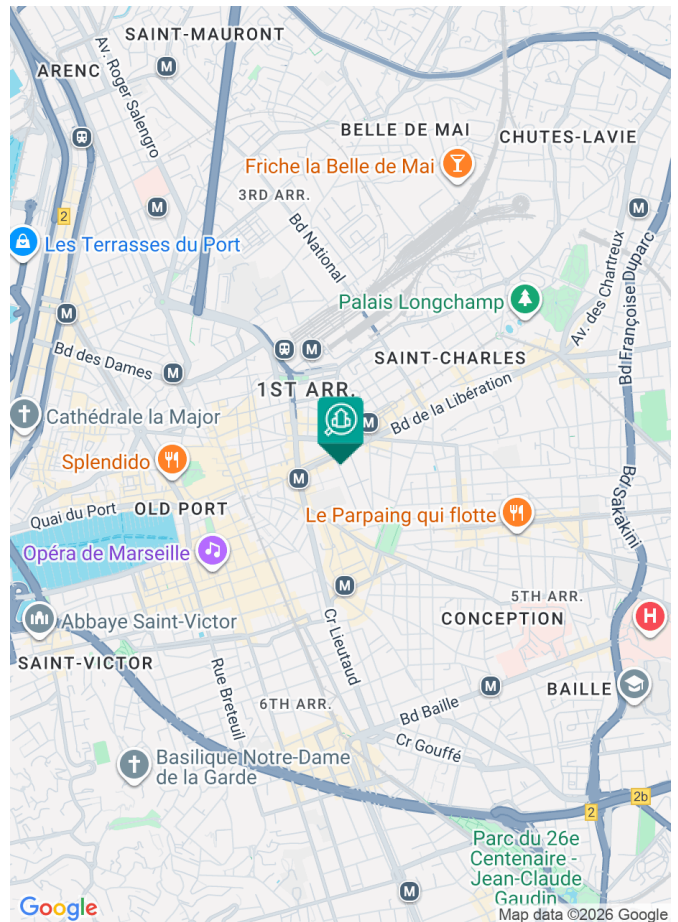 SAINT-MAURONT
M
ARENC
Av. Roger Salengro
BELLE DE MAI
CHUTES-LAVIE
Friche la Belle de Mai
3RD ARR.
M
M
2
Bd National
Les Terrasses du Port
Av. des Chartreux
Bd Françoise Duparc
Palais Longchamp
M
Bd des Dames
M
M
SAINT-CHARLES
1ST ARR.
Bd de la Libération
M
Cathédrale la Major
Splendido
M
Bd Sakakini
Quai du Port
OLD PORT
Le Parpaing qui flotte
Opéra de Marseille
M
5TH ARR.
Abbaye Saint-Victor
CONCEPTION
H
Cr Lieutaud
SAINT-VICTOR
Rue Breteuil
M
BAILLE
6TH ARR.
Bd Baille
Cr Gouffé
Basilique Notre-Dame
de la Garde
2b
2
Parc du 26e
Centenaire -
Jean-Claude
Gaudin
M
Google
Map data ©2026 Google